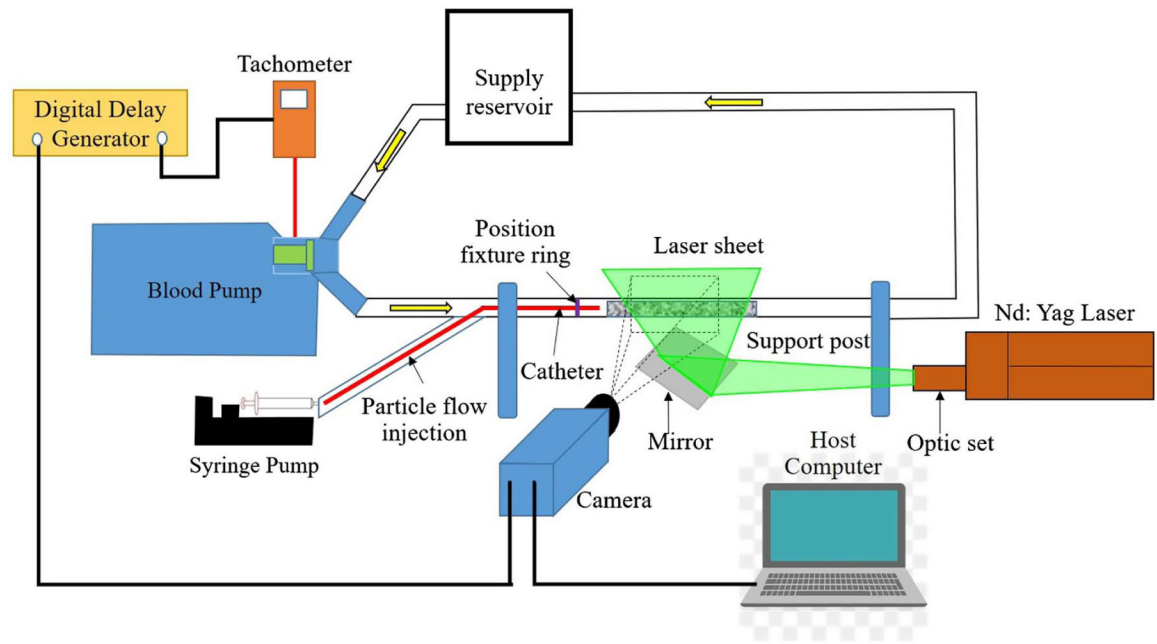 Tachometer
Digital Delay
Generator
Supply
reservoir
Position
fixture ring
Laser sheet
Blood Pump
Nd: Yag Laser
Support post
Catheter
Particle flow
injection
Mirror
Optic set
Syringe Pump
Host
Computer
Camera